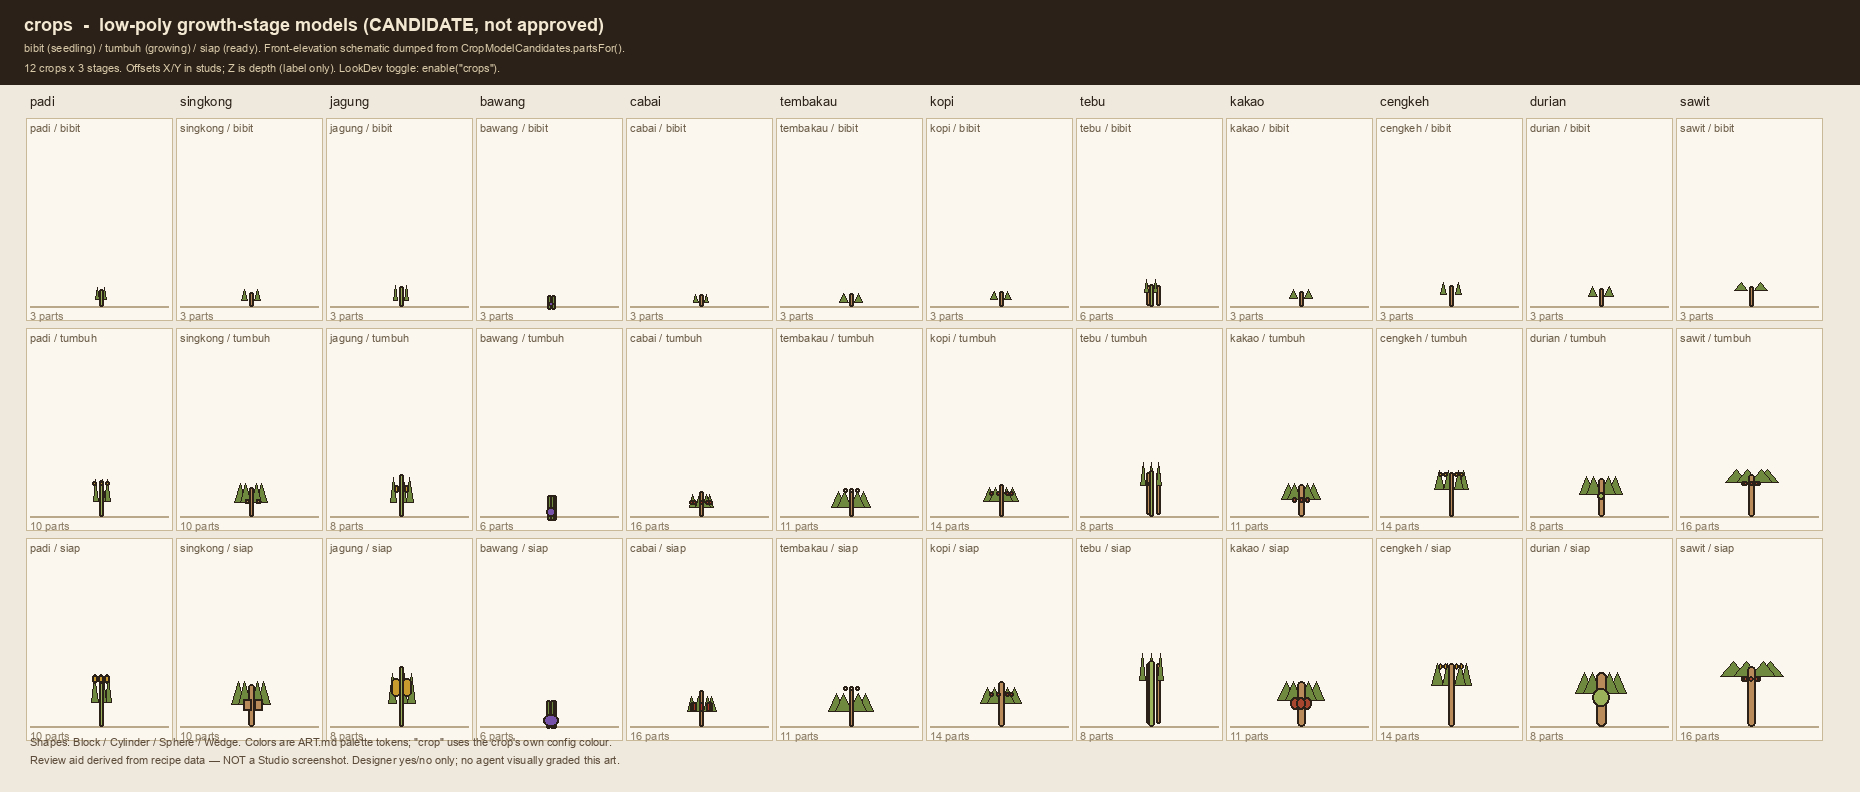 crops - low-poly growth-stage models (CANDIDATE, not approved)
bibit (seedling) / tumbuh (growing) / siap (ready). Front-elevation schematic dumped from CropModelCandidates.partsFor().
12 crops x 3 stages. Offsets X/Y in studs; Z is depth (label only). LookDev toggle: enable("crops").
padi singkong jagung bawang cabai tembakau kopi tebu kakao cengkeh durian sawit
padi / bibit singkong / bibit jagung / bibit bawang / bibit cabai / bibit tembakau / bibit kopi / bibit tebu / bibit kakao / bibit cengkeh / bibit durian / bibit sawit / bibit
3 parts 3 parts 3 parts 3 parts 3 parts 3 parts 3 parts 6 parts 3 parts 3 parts 3 parts 3 parts
padi / tumbuh singkong / tumbuh jagung / tumbuh bawang / tumbuh cabai / tumbuh tembakau / tumbuh kopi / tumbuh tebu / tumbuh kakao / tumbuh cengkeh / tumbuh durian / tumbuh sawit / tumbuh
10 parts 10 parts 8 parts 6 parts 16 parts 11 parts 14 parts 8 parts 11 parts 14 parts 8 parts 16 parts
padi / siap singkong / siap jagung / siap bawang / siap cabai / siap tembakau / siap kopi / siap tebu / siap kakao / siap cengkeh / siap durian / siap sawit / siap
10 parts 10 parts 8 parts 6 parts 16 parts 11 parts 14 parts 8 parts 11 parts 14 parts 8 parts 16 parts
Shapes: Block / Cylinder / Sphere / Wedge. Colors are ART.md palette tokens; "crop" uses the crop's own config colour.
Review aid derived from recipe data — NOT a Studio screenshot. Designer yes/no only; no agent visually graded this art.